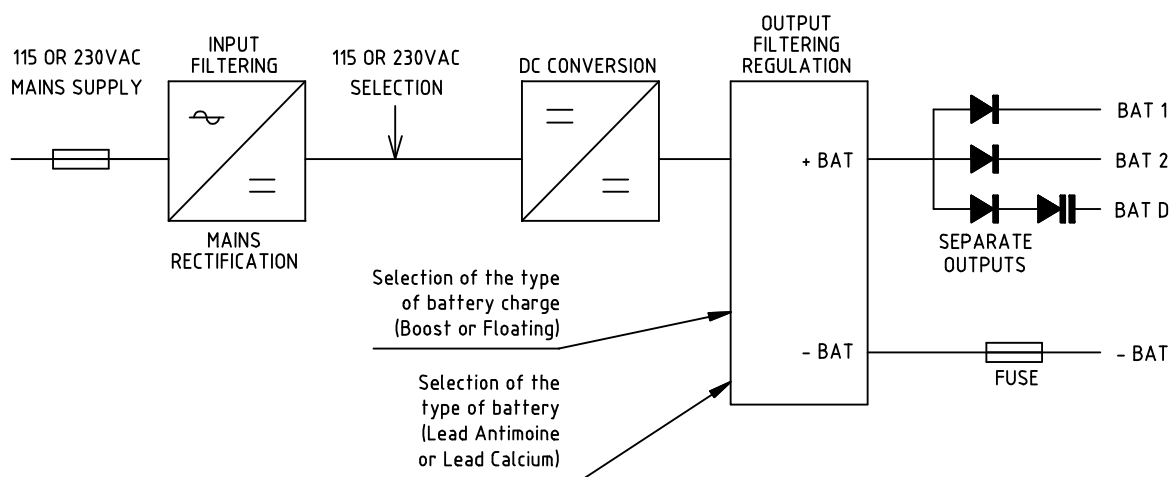 115 OR 230VAC
MAINS SUPPLY
INPUT
FILTERING
MAINS
RECTIFICATION
115 OR 230VAC
SELECTION
DC CONVERSION
OUTPUT
FILTERING
REGULATION
+ BAT
- BAT
BAT 1
BAT 2
BAT D
SEPARATE
OUTPUTS
- BAT
FUSE
Selection of the type
of battery charge
(Boost or Floating)
Selection of the
type of battery
(Lead Antimoine
or Lead Calcium)